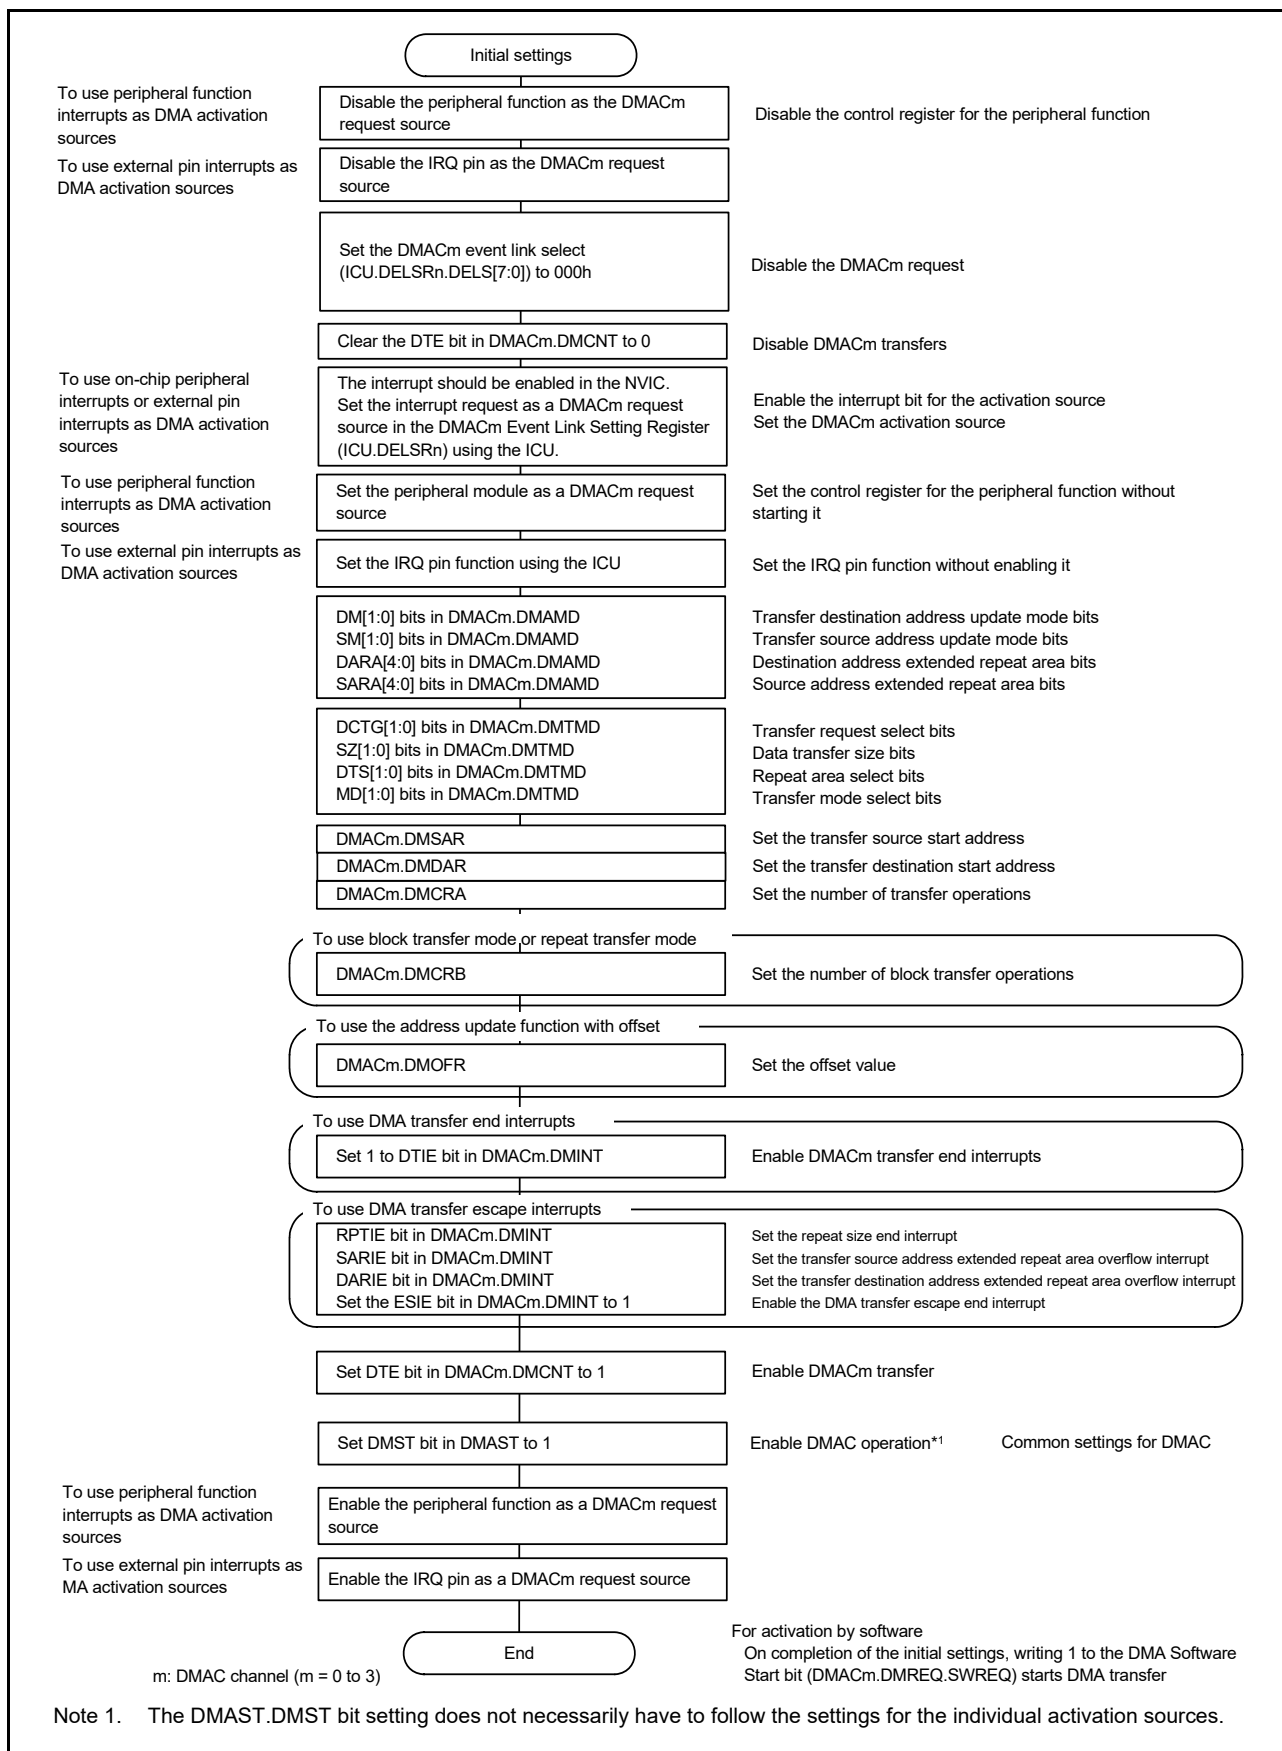 Initial settings
To use peripheral function
interrupts as DMA activation
sources
Disable the peripheral function as the DMACm
request source
Disable the control register for the peripheral function
To use external pin interrupts as
DMA activation sources
Disable the IRQ pin as the DMACm request
source
Set the DMACm event link select
(ICU.DELSRn.DELS[7:0]) to 000h
Disable the DMACm request
Clear the DTE bit in DMACm.DMCNT to 0
Disable DMACm transfers
To use on-chip peripheral
interrupts or external pin
interrupts as DMA activation
sources
The interrupt should be enabled in the NVIC.
Set the interrupt request as a DMACm request
source in the DMACm Event Link Setting Register
(ICU.DELSRn) using the ICU.
Enable the interrupt bit for the activation source
Set the DMACm activation source
To use peripheral function
interrupts as DMA activation
sources
Set the peripheral module as a DMACm request
source
Set the control register for the peripheral function without
starting it
To use external pin interrupts as
DMA activation sources
Set the IRQ pin function using the ICU
Set the IRQ pin function without enabling it
DM[1:0] bits in DMACm.DMAMD
SM[1:0] bits in DMACm.DMAMD
DARA[4:0] bits in DMACm.DMAMD
SARA[4:0] bits in DMACm.DMAMD
Transfer destination address update mode bits
Transfer source address update mode bits
Destination address extended repeat area bits
Source address extended repeat area bits
DCTG[1:0] bits in DMACm.DMTMD
SZ[1:0] bits in DMACm.DMTMD
DTS[1:0] bits in DMACm.DMTMD
MD[1:0] bits in DMACm.DMTMD
Transfer request select bits
Data transfer size bits
Repeat area select bits
Transfer mode select bits
DMACm.DMSAR
Set the transfer source start address
DMACm.DMDAR
Set the transfer destination start address
DMACm.DMCRA
Set the number of transfer operations
To use block transfer mode or repeat transfer mode
DMACm.DMCRB
Set the number of block transfer operations
To use the address update function with offset
DMACm.DMOFR
Set the offset value
To use DMA transfer end interrupts
Set 1 to DTIE bit in DMACm.DMINT
Enable DMACm transfer end interrupts
To use DMA transfer escape interrupts
RPTIE bit in DMACm.DMINT
SARIE bit in DMACm.DMINT
DARIE bit in DMACm.DMINT
Set the ESIE bit in DMACm.DMINT to 1
Set the repeat size end interrupt
Set the transfer source address extended repeat area overflow interrupt
Set the transfer destination address extended repeat area overflow interrupt
Enable the DMA transfer escape end interrupt
Set DTE bit in DMACm.DMCNT to 1
Enable DMACm transfer
Set DMST bit in DMAST to 1
Enable DMAC operation*1
Common settings for DMAC
To use peripheral function
interrupts as DMA activation
sources
Enable the peripheral function as a DMACm request
source
To use external pin interrupts as
MA activation sources
Enable the IRQ pin as a DMACm request source
End
For activation by software
On completion of the initial settings, writing 1 to the DMA Software
Start bit (DMACm.DMREQ.SWREQ) starts DMA transfer
m: DMAC channel (m = 0 to 3)
Note 1. The DMAST.DMST bit setting does not necessarily have to follow the settings for the individual activation sources.